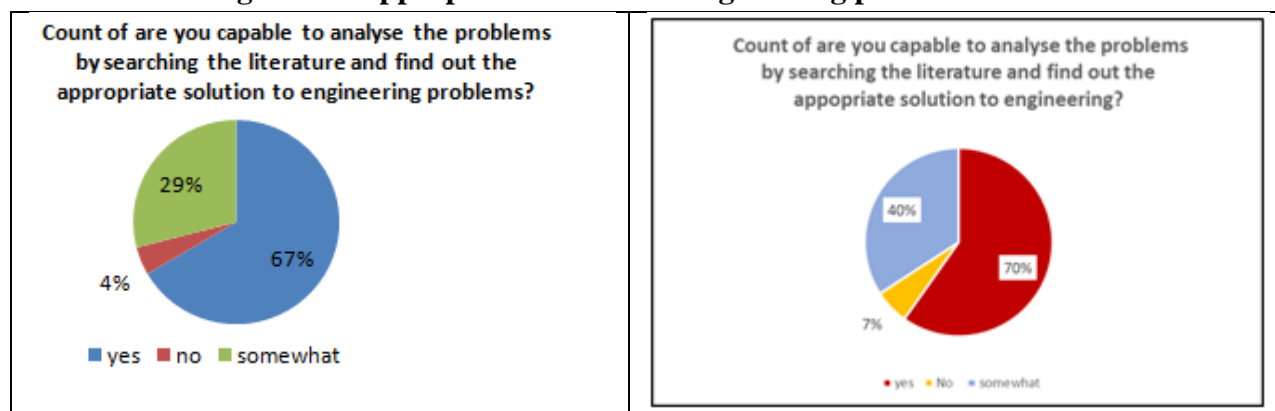 Count of are you capable to analyse the problems
by searching the literature and find out the
appropriate solution to engineering problems?
29%
67%
4%
yes no somewhat
Count of are you capable to analyse the problems
by searching the literature and find out the
appopriate solution to engineering?
40%
70%
7%
yes No somewhat